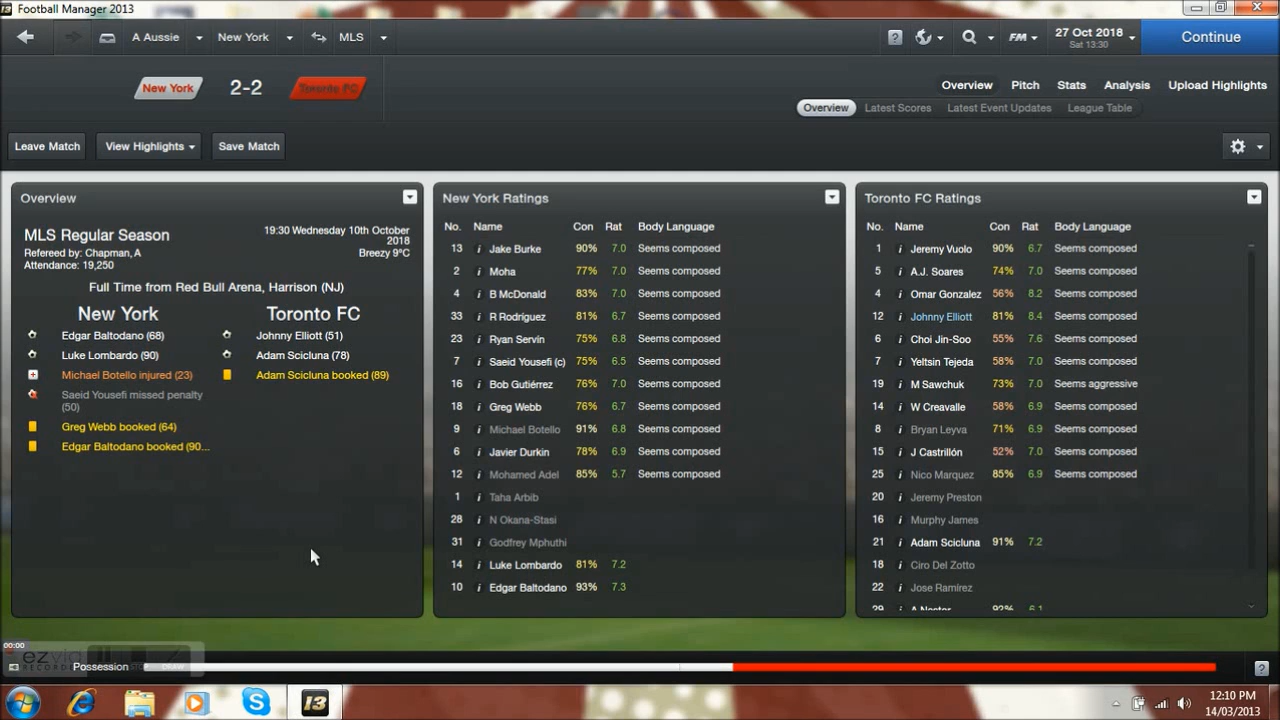 Football Manager 2013
A Aussie
New York
MLS
FM
27 Oct 2018
Sat 13:30
Continue
New York
2-2
Toronto FC
Overview Pitch Stats Analysis Upload Highlights
Overview Latest Scores Latest Event Updates League Table
Leave Match View Highlights Save Match
Overview
MLS Regular Season
Refereed by: Chapman, A
Attendance: 19,250
19:30 Wednesday 10th October
2018
Breezy 9°C
Full Time from Red Bull Arena, Harrison (NJ)
New York
Edgar Baltodano (68)
Luke Lombardo (90)
Michael Botello injured (23)
Saeid Yousefi missed penalty
(50)
Greg Webb booked (64)
Edgar Baltodano booked (90...
Toronto FC
Johnny Elliott (51)
Adam Scicluna (78)
Adam Scicluna booked (89)
New York Ratings
No. Name Con Rat Body Language
13 i Jake Burke 90% 7.0 Seems composed
2 i Moha 77% 7.0 Seems composed
4 i B McDonald 83% 7.0 Seems composed
33 i R Rodríguez 81% 6.7 Seems composed
23 i Ryan Servin 75% 6.8 Seems composed
7 i Saeid Yousefi (c) 75% 6.5 Seems composed
16 i Bob Gutiérrez 76% 7.0 Seems composed
18 i Greg Webb 76% 6.7 Seems composed
9 i Michael Botello 91% 6.8 Seems composed
6 i Javier Durkin 78% 6.9 Seems composed
12 i Mohamed Adel 85% 5.7 Seems composed
1 i Taha Arbib
28 i N Okana-Stasi
31 i Godfrey Mphuthi
14 i Luke Lombardo 81% 7.2
10 i Edgar Baltodano 93% 7.3
Toronto FC Ratings
No. Name Con Rat Body Language
1 i Jeremy Vuolo 90% 6.7 Seems composed
5 i A.J. Soares 74% 7.0 Seems composed
4 i Omar Gonzalez 56% 8.2 Seems composed
12 i Johnny Elliott 81% 8.4 Seems composed
6 i Choi Jin-Soo 55% 7.6 Seems composed
7 i Yeltsin Tejeda 58% 7.0 Seems composed
19 i M Sawchuk 73% 7.0 Seems aggressive
14 i W Creavalle 58% 6.9 Seems composed
8 i Bryan Leyva 71% 6.9 Seems composed
15 i J Castrillón 52% 7.0 Seems composed
25 i Nico Marquez 85% 6.9 Seems composed
20 i Jeremy Preston
16 i Murphy James
21 i Adam Scicluna 91% 7.2
18 i Ciro Del Zotto
22 i Jose Ramírez
29 i A Nestor 92% 6.1
00:00
ezvid
RECORDER
STOP DRAW
Possession
12:10 PM
14/03/2013